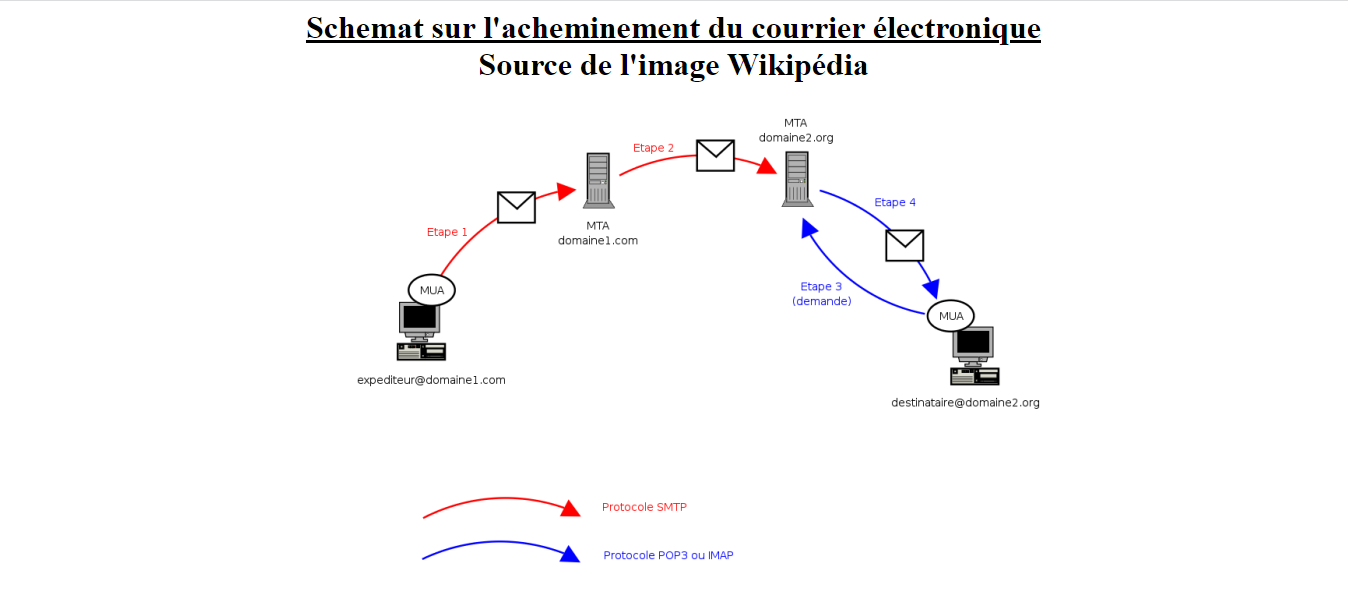 Schemat sur l'acheminement du courrier électronique
Source de l'image Wikipédia
MTA
domaine2.org
Etape 2
Etape 1
MTA
domaine1.com
Etape 4
Etape 3
(demande)
MUA
MUA
expediteur@domaine1.com
destinataire@domaine2.org
Protocole SMTP
Protocole POP3 ou IMAP